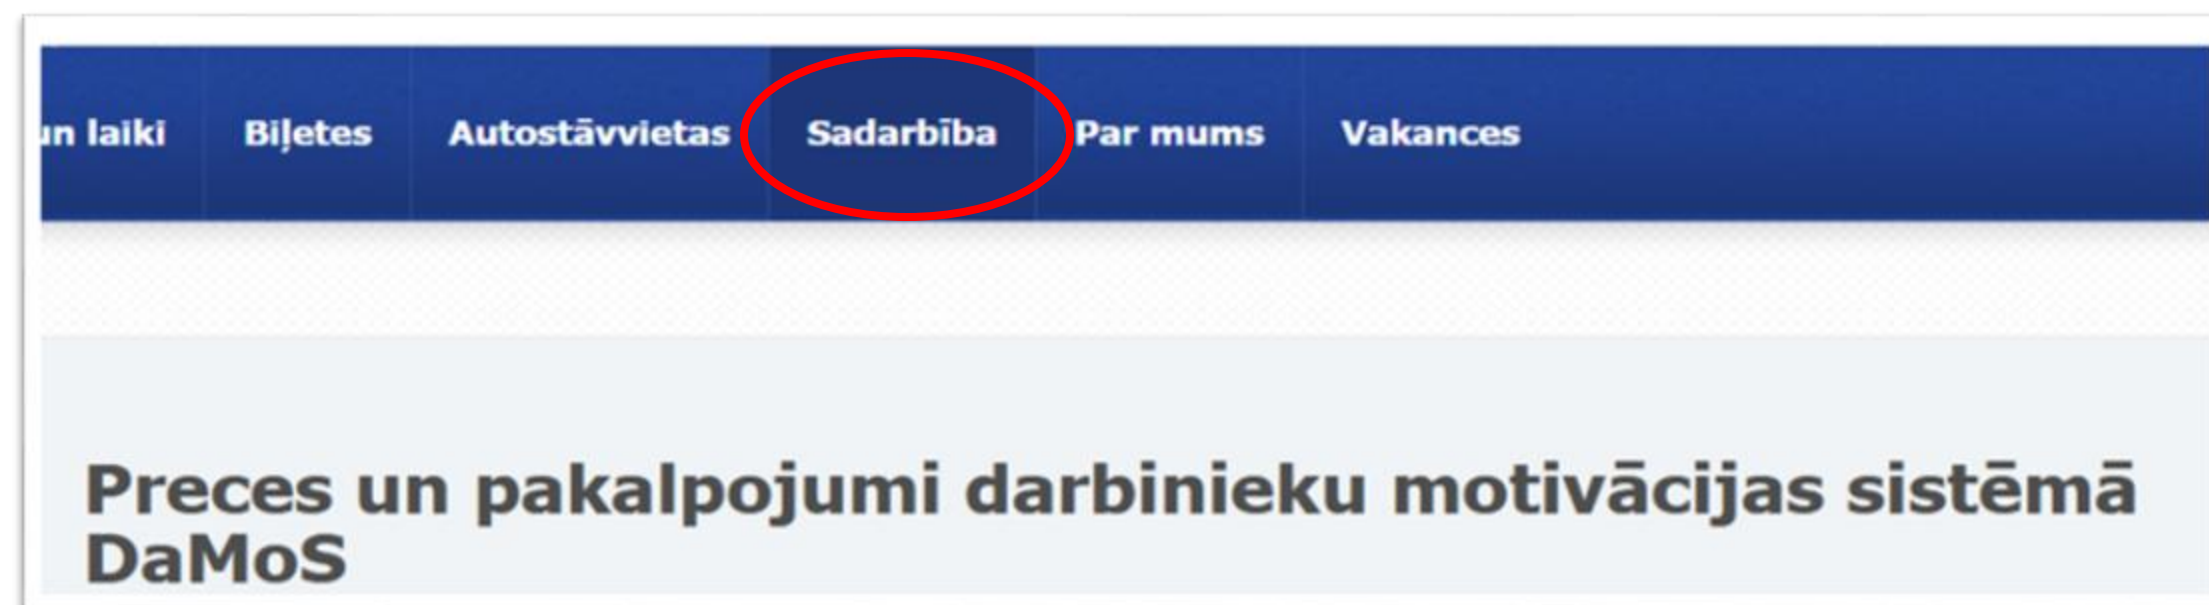 un laiki Biļetes Autostāvvietas Sadarbība Par mums Vakances
Preces un pakalpojumi darbinieku motivācijas sistēmā
DaMoS